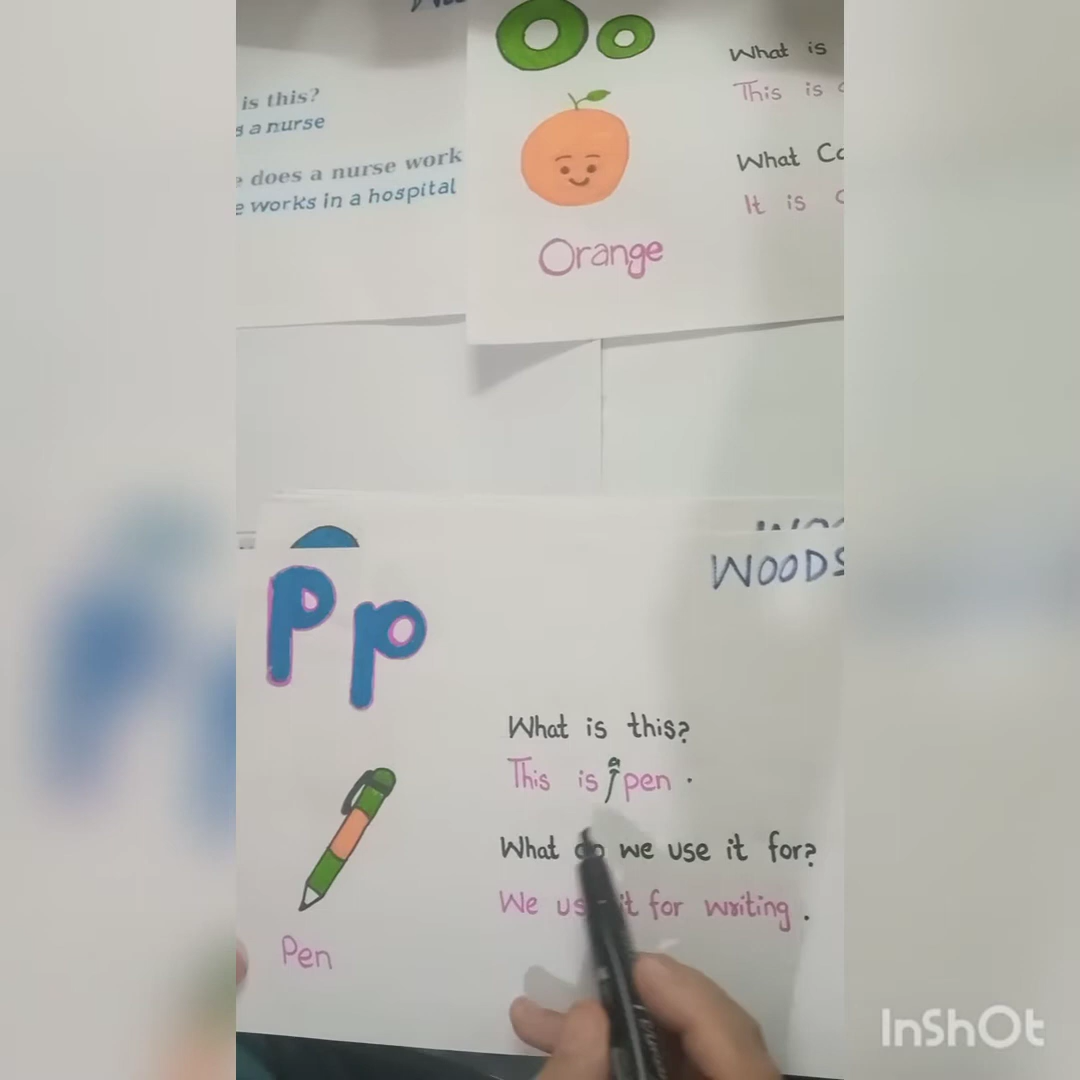 is this?
s a nurse
does a nurse work
e works in a hospital
Oo
Orange
What is
This is
What Co
It is
WOODS
Pp
Pen
What is this?
This is a pen .
What do we use it for?
We use it for writing .
InShOt